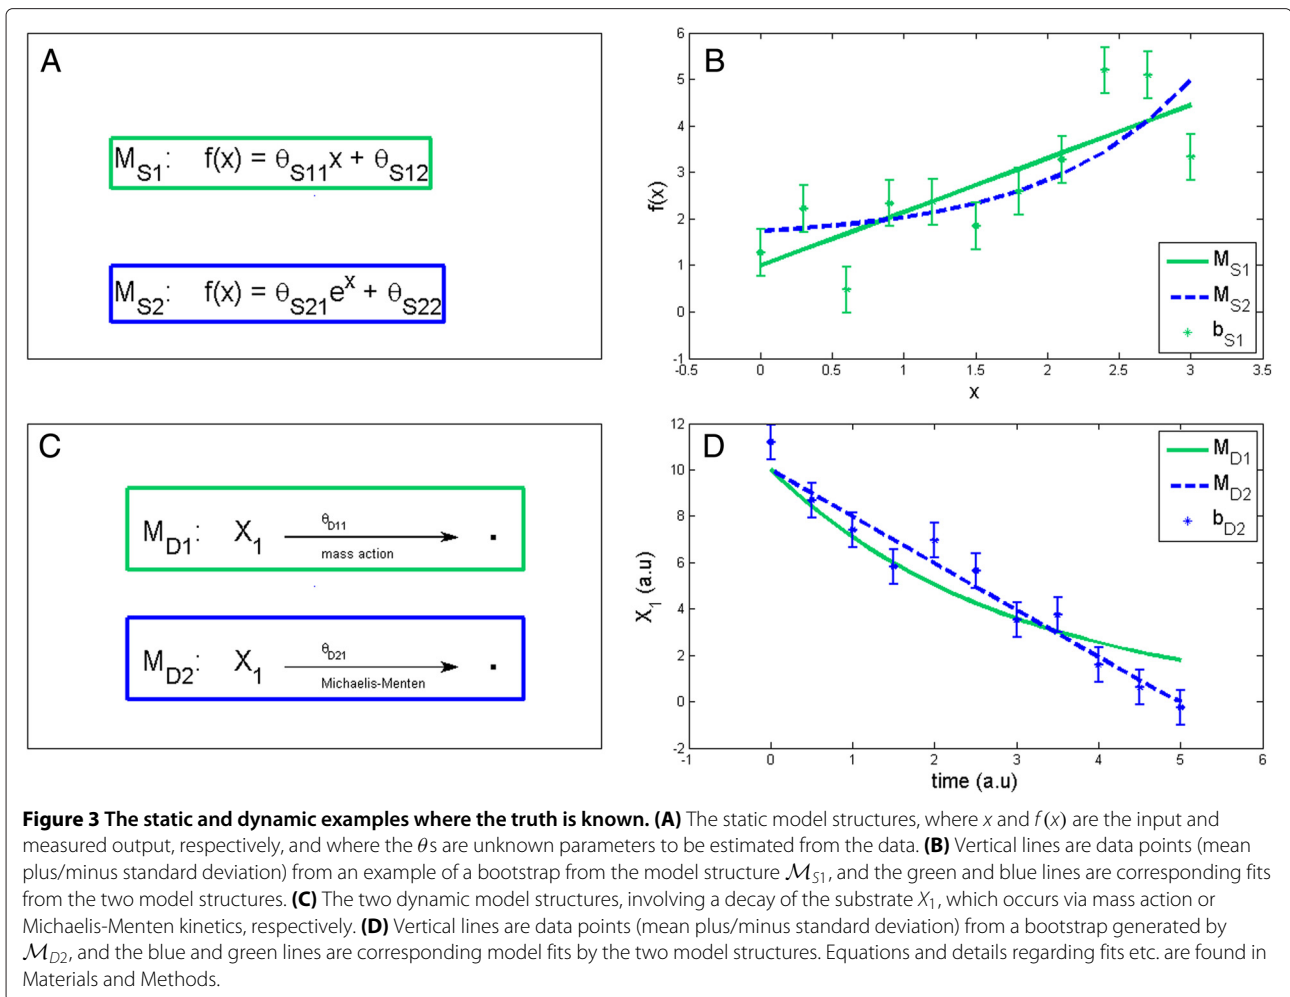 A
M_S1:    f(x) = θ_S11 x + θ_S12
M_S2:    f(x) = θ_S21 e^x + θ_S22
B
6
5
4
3
2
1
0
-1
f(x)
-0.5 0 0.5 1 1.5 2 2.5 3 3.5
x
M_S1
M_S2
b_S1
C
M_D1:    X_1
θ_D11
mass action
M_D2:    X_1
θ_D21
Michaelis-Menten
D
12
10
8
6
4
2
0
-2
X_1 (a.u)
-1 0 1 2 3 4 5 6
time (a.u)
M_D1
M_D2
b_D2
Figure 3 The static and dynamic examples where the truth is known. (A) The static model structures, where x and f(x) are the input and
measured output, respectively, and where the θs are unknown parameters to be estimated from the data. (B) Vertical lines are data points (mean
plus/minus standard deviation) from an example of a bootstrap from the model structure M_S1, and the green and blue lines are corresponding fits
from the two model structures. (C) The two dynamic model structures, involving a decay of the substrate X_1, which occurs via mass action or
Michaelis-Menten kinetics, respectively. (D) Vertical lines are data points (mean plus/minus standard deviation) from a bootstrap generated by
M_D2, and the blue and green lines are corresponding model fits by the two model structures. Equations and details regarding fits etc. are found in
Materials and Methods.